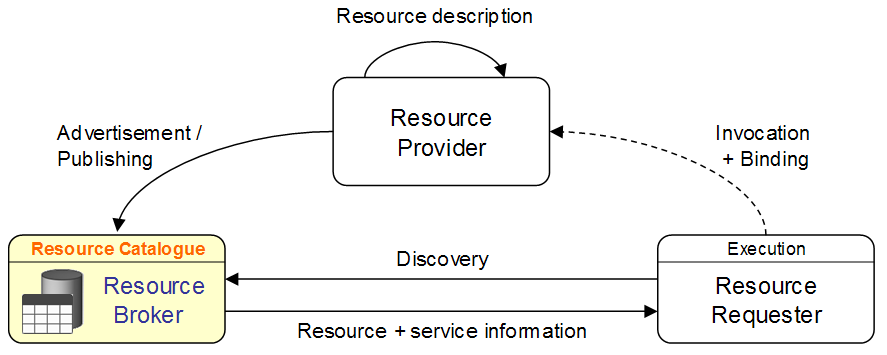 Resource description
Resource
Provider
Advertisement /
Publishing
Invocation
+ Binding
Resource Catalogue
Resource
Broker
Discovery
Resource + service information
Execution
Resource
Requester